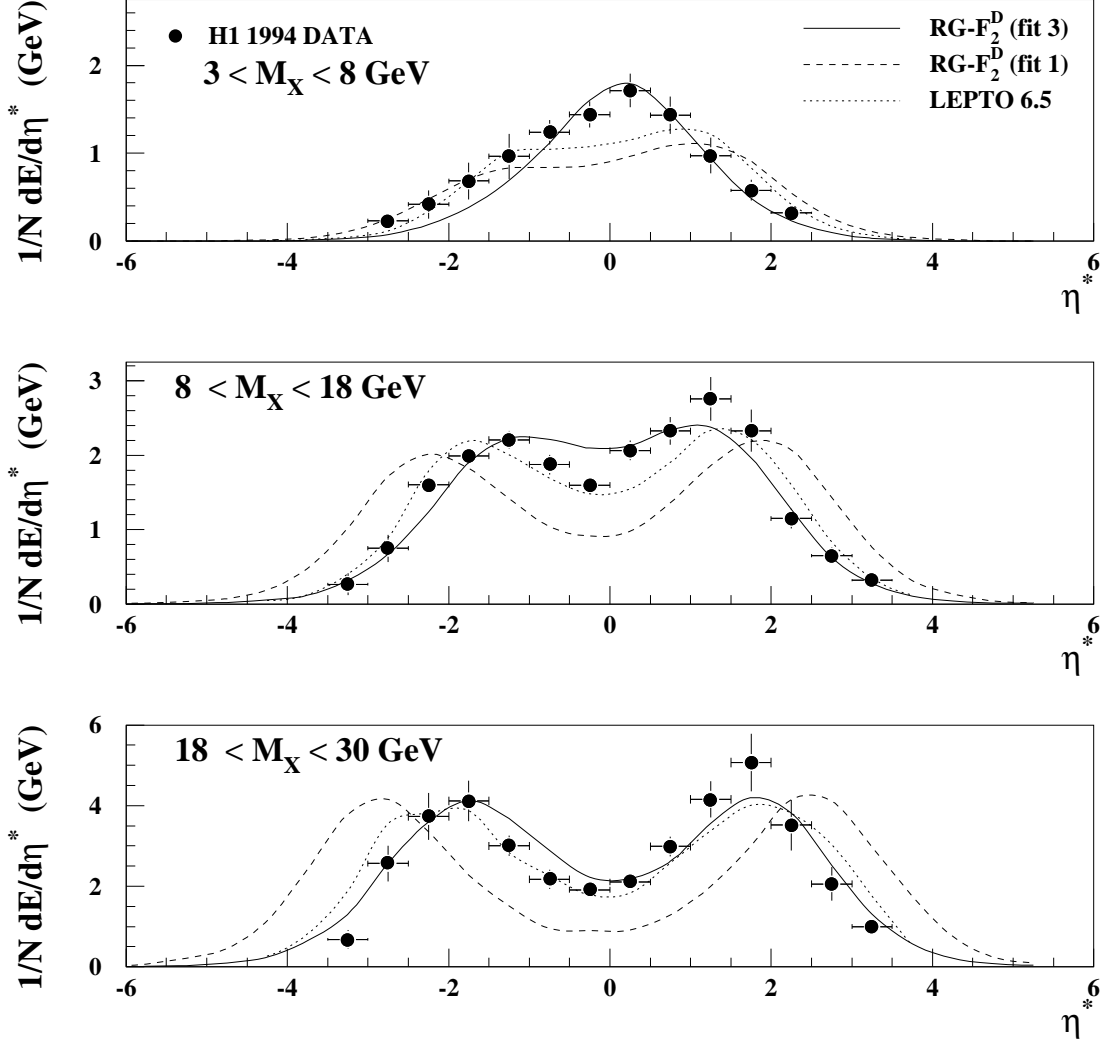 1/N dE/dη* (GeV)
H1 1994 DATA
3 < M_X < 8 GeV
RG-F_2^D (fit 3)
RG-F_2^D (fit 1)
LEPTO 6.5
2
1
0
-6 -4 -2 0 2 4 6
η*
1/N dE/dη* (GeV)
8 < M_X < 18 GeV
3
2
1
0
-6 -4 -2 0 2 4 6
η*
1/N dE/dη* (GeV)
18 < M_X < 30 GeV
6
4
2
0
-6 -4 -2 0 2 4 6
η*